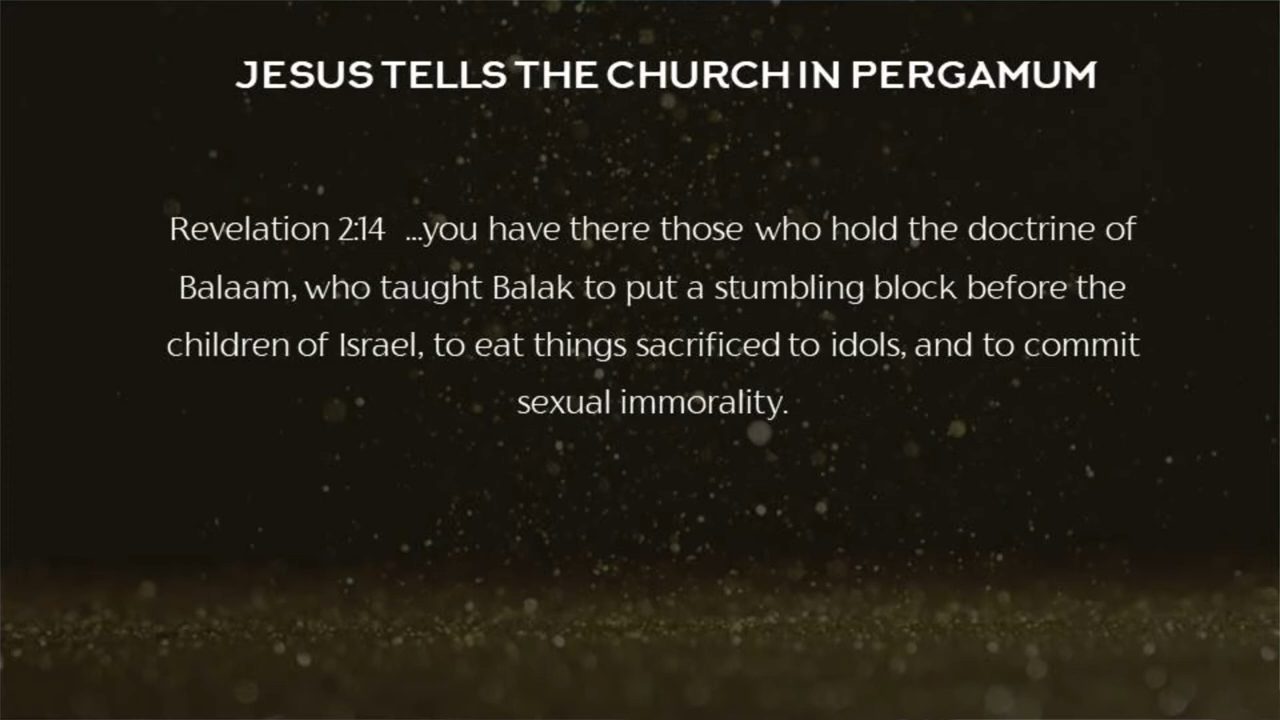 JESUS TELLS THE CHURCH IN PERGAMUM
Revelation 2:14 ...you have there those who hold the doctrine of
Balaam, who taught Balak to put a stumbling block before the
children of Israel, to eat things sacrificed to idols, and to commit
sexual immorality.